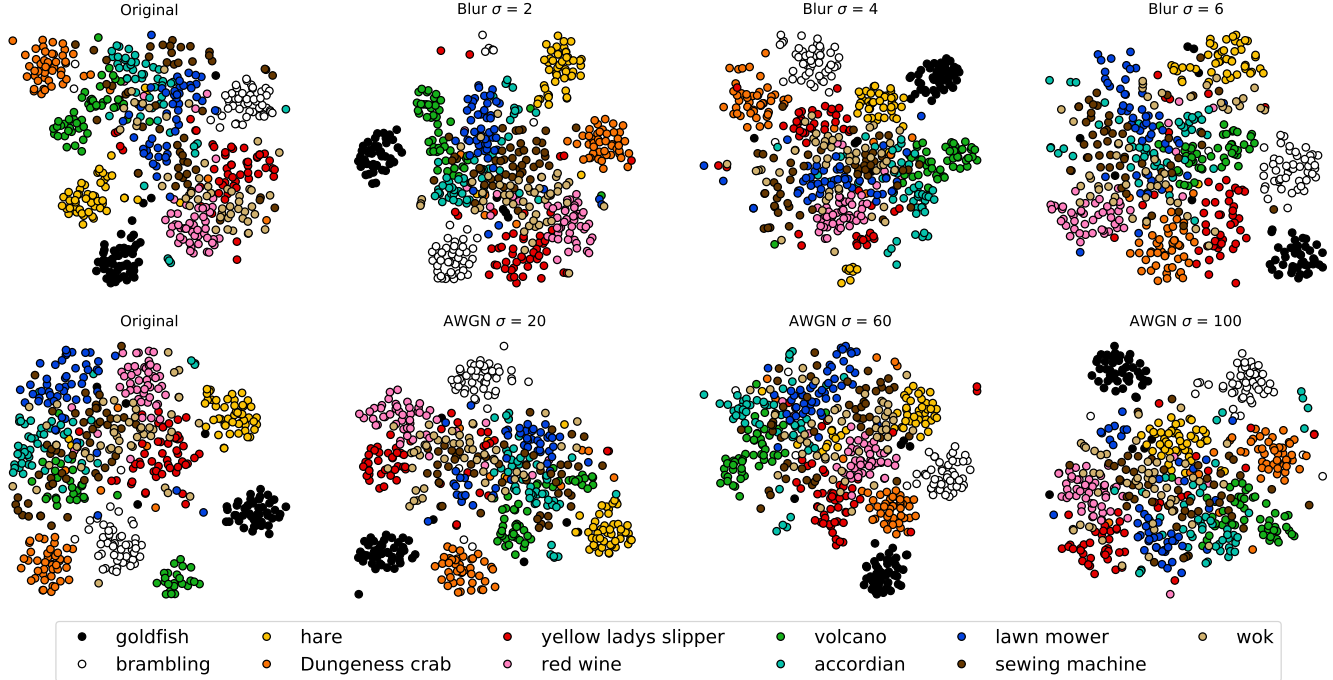 Original Blur σ = 2 Blur σ = 4 Blur σ = 6
Original AWGN σ = 20 AWGN σ = 60 AWGN σ = 100
goldfish hare yellow ladys slipper volcano lawn mower wok
brambling Dungeness crab red wine accordian sewing machine